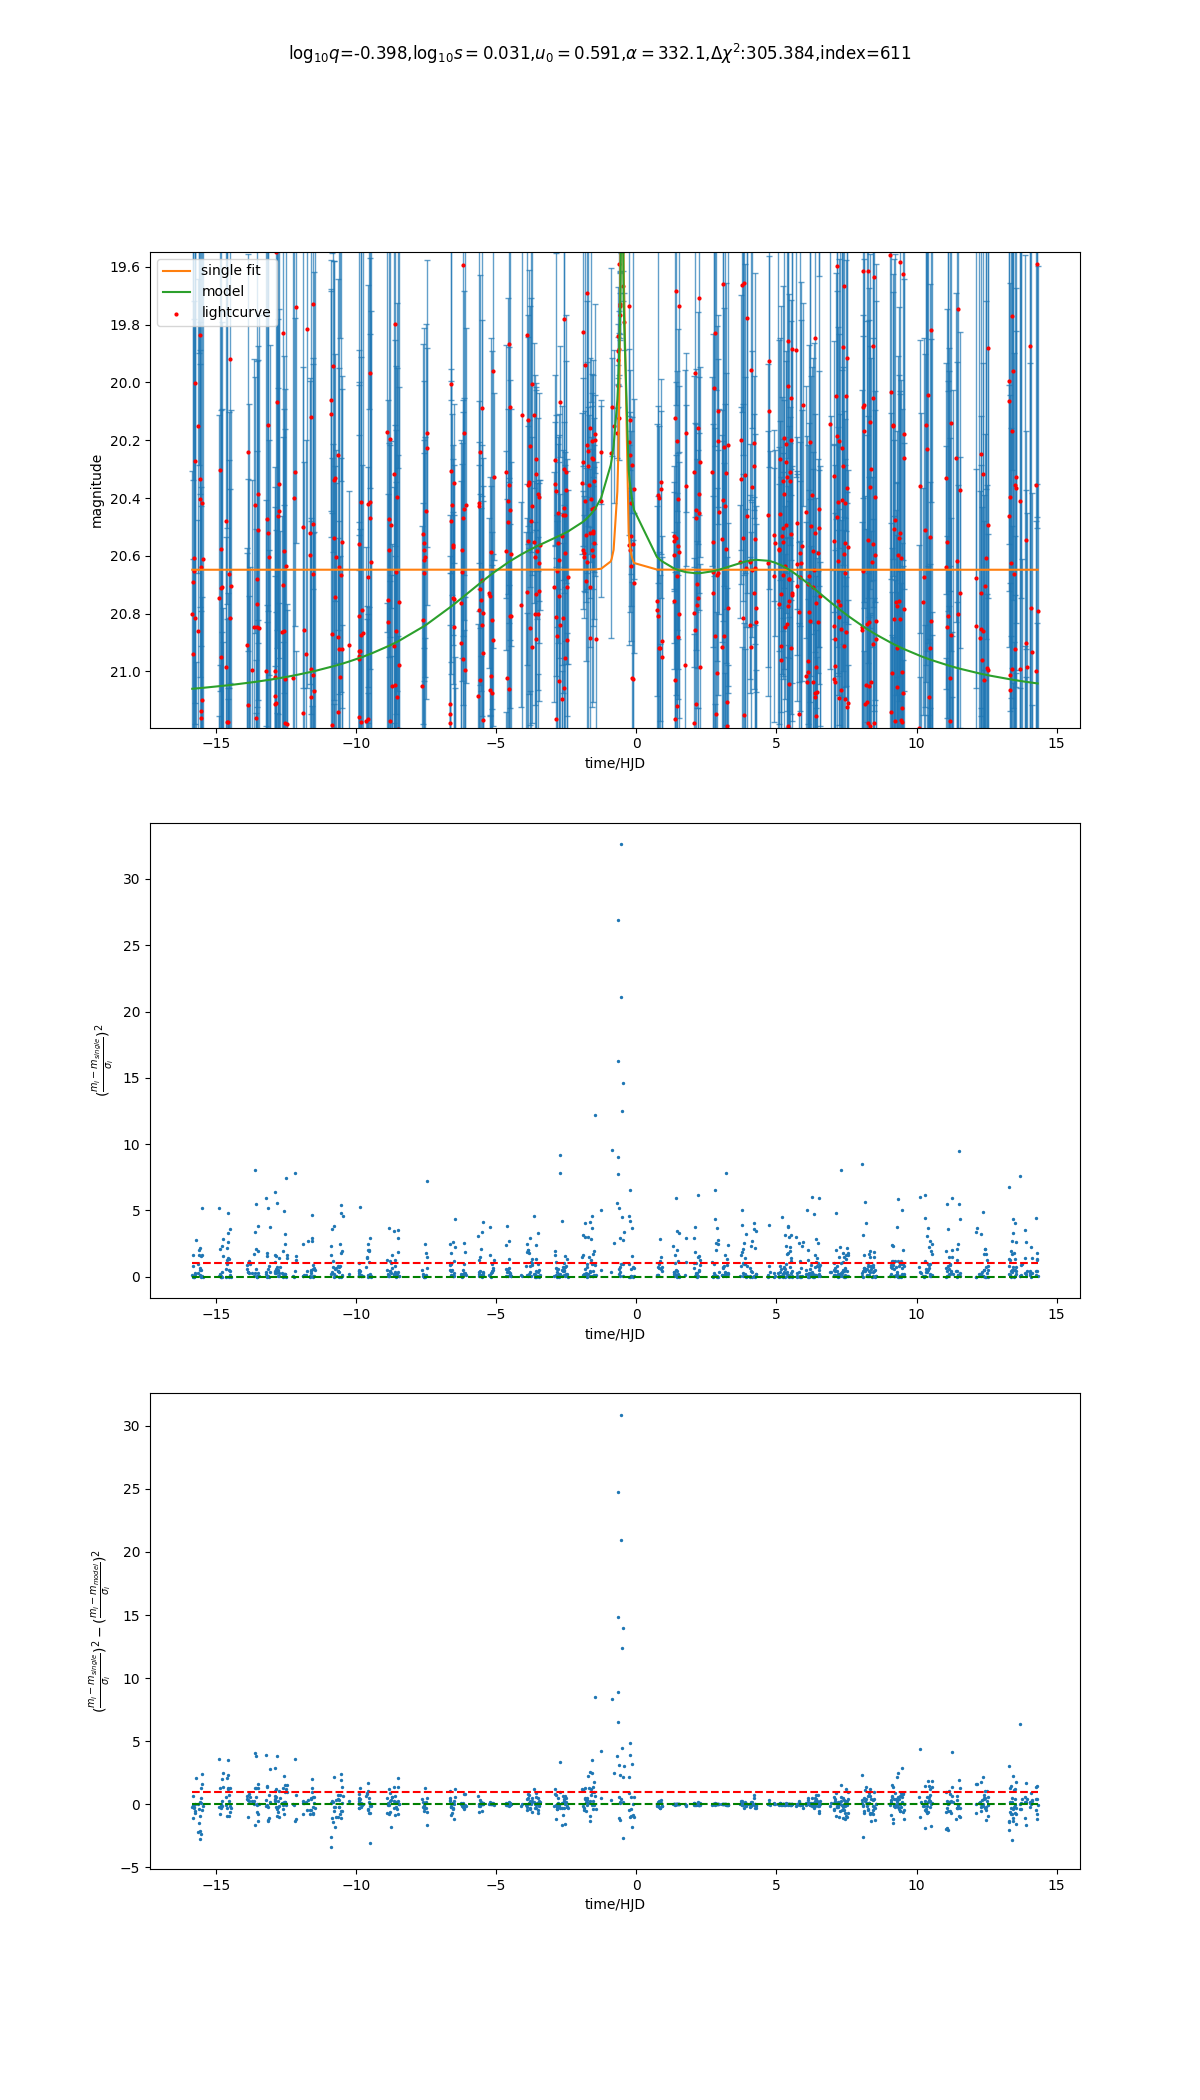 log₁₀q=-0.398,log₁₀s = 0.031,u₀ = 0.591,α = 332.1,Δχ²:305.384,index=611
single fit
model
lightcurve
19.6
19.8
20.0
20.2
20.4
20.6
20.8
21.0
magnitude
−15 −10 −5 0 5 10 15
time/HJD
30
25
20
15
10
5
0
(mᵢ − m_single / σᵢ)²
−15 −10 −5 0 5 10 15
time/HJD
30
25
20
15
10
5
0
−5
(mᵢ − m_single / σᵢ)² − (mᵢ − m_model / σᵢ)²
−15 −10 −5 0 5 10 15
time/HJD